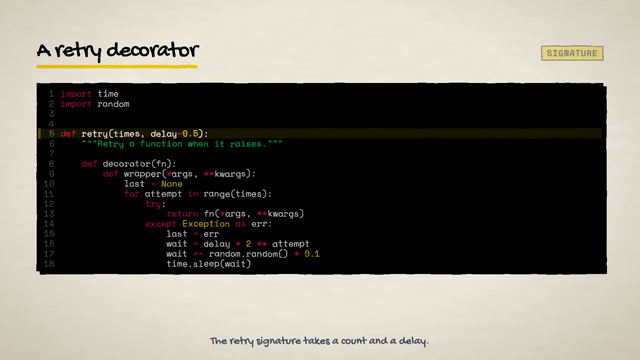 A retry decorator
SIGNATURE
1 import time
2 import random
3
4
5 def retry(times, delay=0.5):
6 """Retry a function when it raises."""
7
8 def decorator(fn):
9 def wrapper(*args, **kwargs):
10 last = None
11 for attempt in range(times):
12 try:
13 return fn(*args, **kwargs)
14 except Exception as err:
15 last = err
16 wait = delay * 2 ** attempt
17 wait += random.random() * 0.1
18 time.sleep(wait)
The retry signature takes a count and a delay.